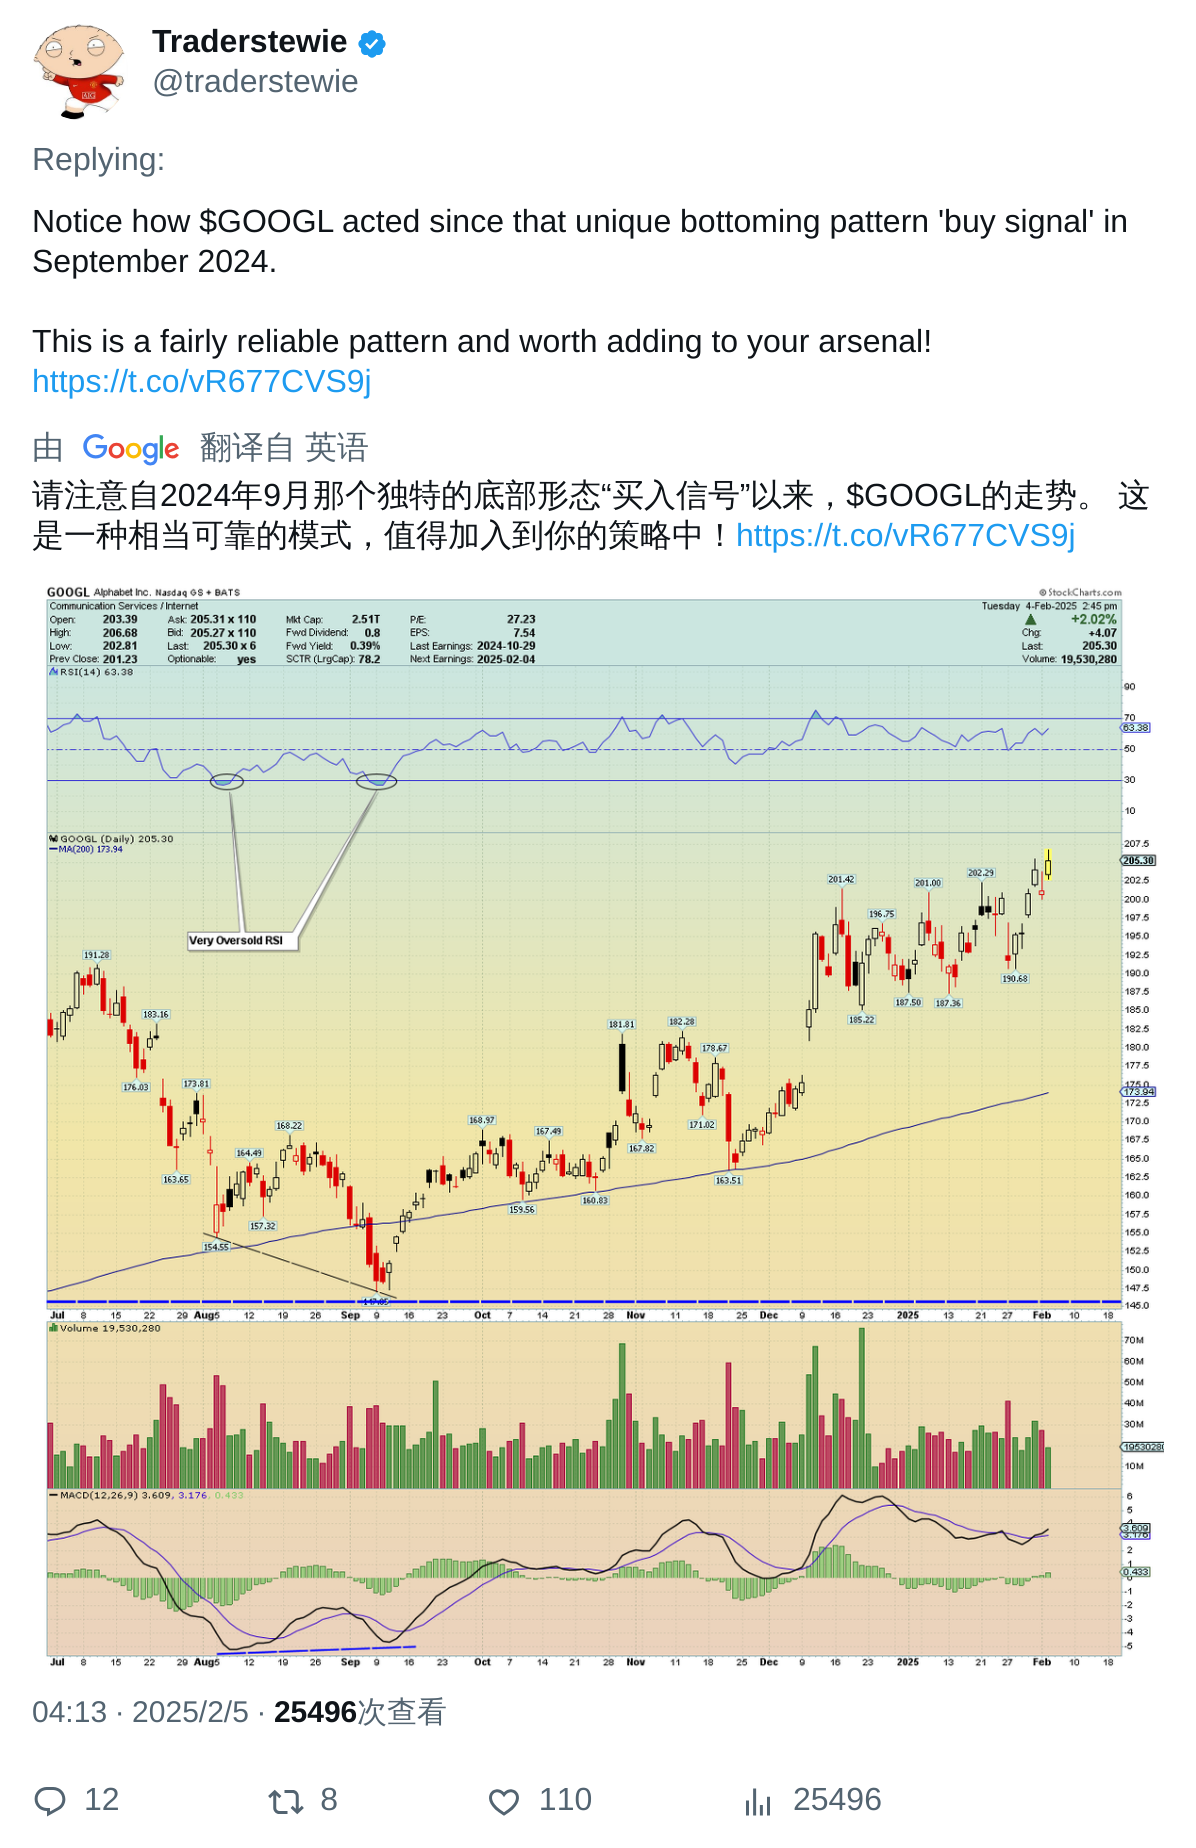 Traderstewie
@traderstewie
Replying:
Notice how $GOOGL acted since that unique bottoming pattern 'buy signal' in
September 2024.
This is a fairly reliable pattern and worth adding to your arsenal!
https://t.co/vR677CVS9j
由 Google 翻译自 英语
请注意自2024年9月那个独特的底部形态“买入信号”以来，$GOOGL的走势。 这
是一种相当可靠的模式，值得加入到你的策略中！https://t.co/vR677CVS9j
GOOGL Alphabet Inc. Nasdaq GS + BATS © StockCharts.com
Communication Services / Internet Tuesday 4-Feb-2025 2:45 pm
Open: 203.39 Ask: 205.31 x 110 Mkt Cap: 2.51T P/E: 27.23 +2.02%
High: 206.68 Bid: 205.27 x 110 Fwd Dividend: 0.8 EPS: 7.54 Chg: +4.07
Low: 202.81 Last: 205.30 x 6 Fwd Yield: 0.39% Last Earnings: 2024-10-29 Last: 205.30
Prev Close: 201.23 Optionable: yes SCTR (LrgCap): 78.2 Next Earnings: 2025-02-04 Volume: 19,530,280
RSI(14) 63.38
90
70
63.38
50
30
10
GOOGL (Daily) 205.30
MA(200) 173.94
Very Oversold RSI
207.5
205.30
202.5
200.0
197.5
195.0
192.5
190.0
187.5
185.0
182.5
180.0
177.5
175.0
173.94
172.5
170.0
167.5
165.0
162.5
160.0
157.5
155.0
152.5
150.0
147.5
145.0
191.28
183.16
176.03
173.81
163.65
154.55
164.49
157.32
168.22
147.85
168.97
159.56
167.49
160.83
181.81
167.82
182.28
171.02
178.67
163.51
201.42
185.22
196.75
187.50
201.00
187.36
202.29
190.68
Jul 8 15 22 29 Aug5 12 19 26 Sep 9 16 23 Oct 7 14 21 28 Nov 11 18 25 Dec 9 16 23 2025 13 21 27 Feb 10 18
Volume 19,530,280
70M
60M
50M
40M
30M
19530280
10M
MACD(12,26,9) 3.609, 3.176, 0.433
6
5
4
3.609
3.176
2
1
0.433
-1
-2
-3
-4
-5
Jul 8 15 22 29 Aug5 12 19 26 Sep 9 16 23 Oct 7 14 21 28 Nov 11 18 25 Dec 9 16 23 2025 13 21 27 Feb 10 18
04:13 · 2025/2/5 · 25496次查看
12 8 110 25496